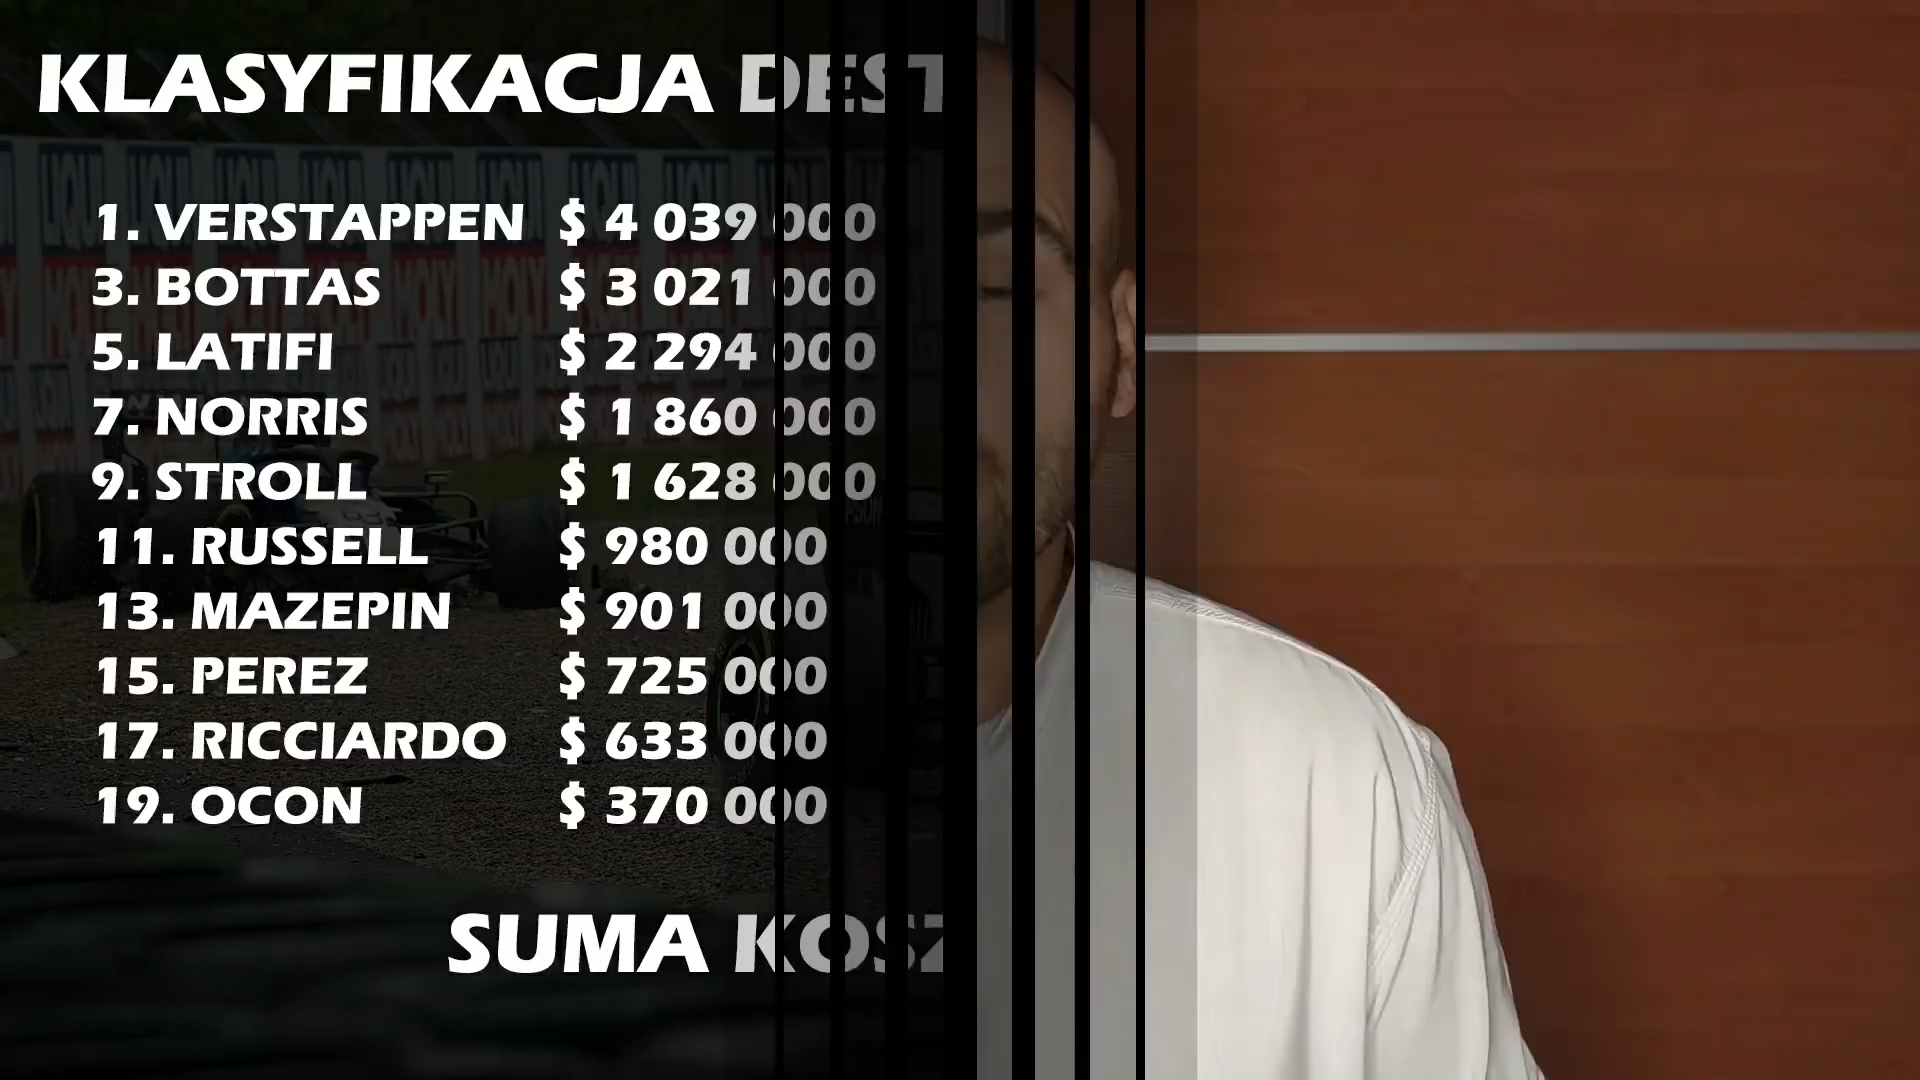 KLASYFIKACJA DEST
1. VERSTAPPEN $ 4 039 000
3. BOTTAS $ 3 021 000
5. LATIFI $ 2 294 000
7. NORRIS $ 1 860 000
9. STROLL $ 1 628 000
11. RUSSELL $ 980 000
13. MAZEPIN $ 901 000
15. PEREZ $ 725 000
17. RICCIARDO $ 633 000
19. OCON $ 370 000
SUMA KOSZ